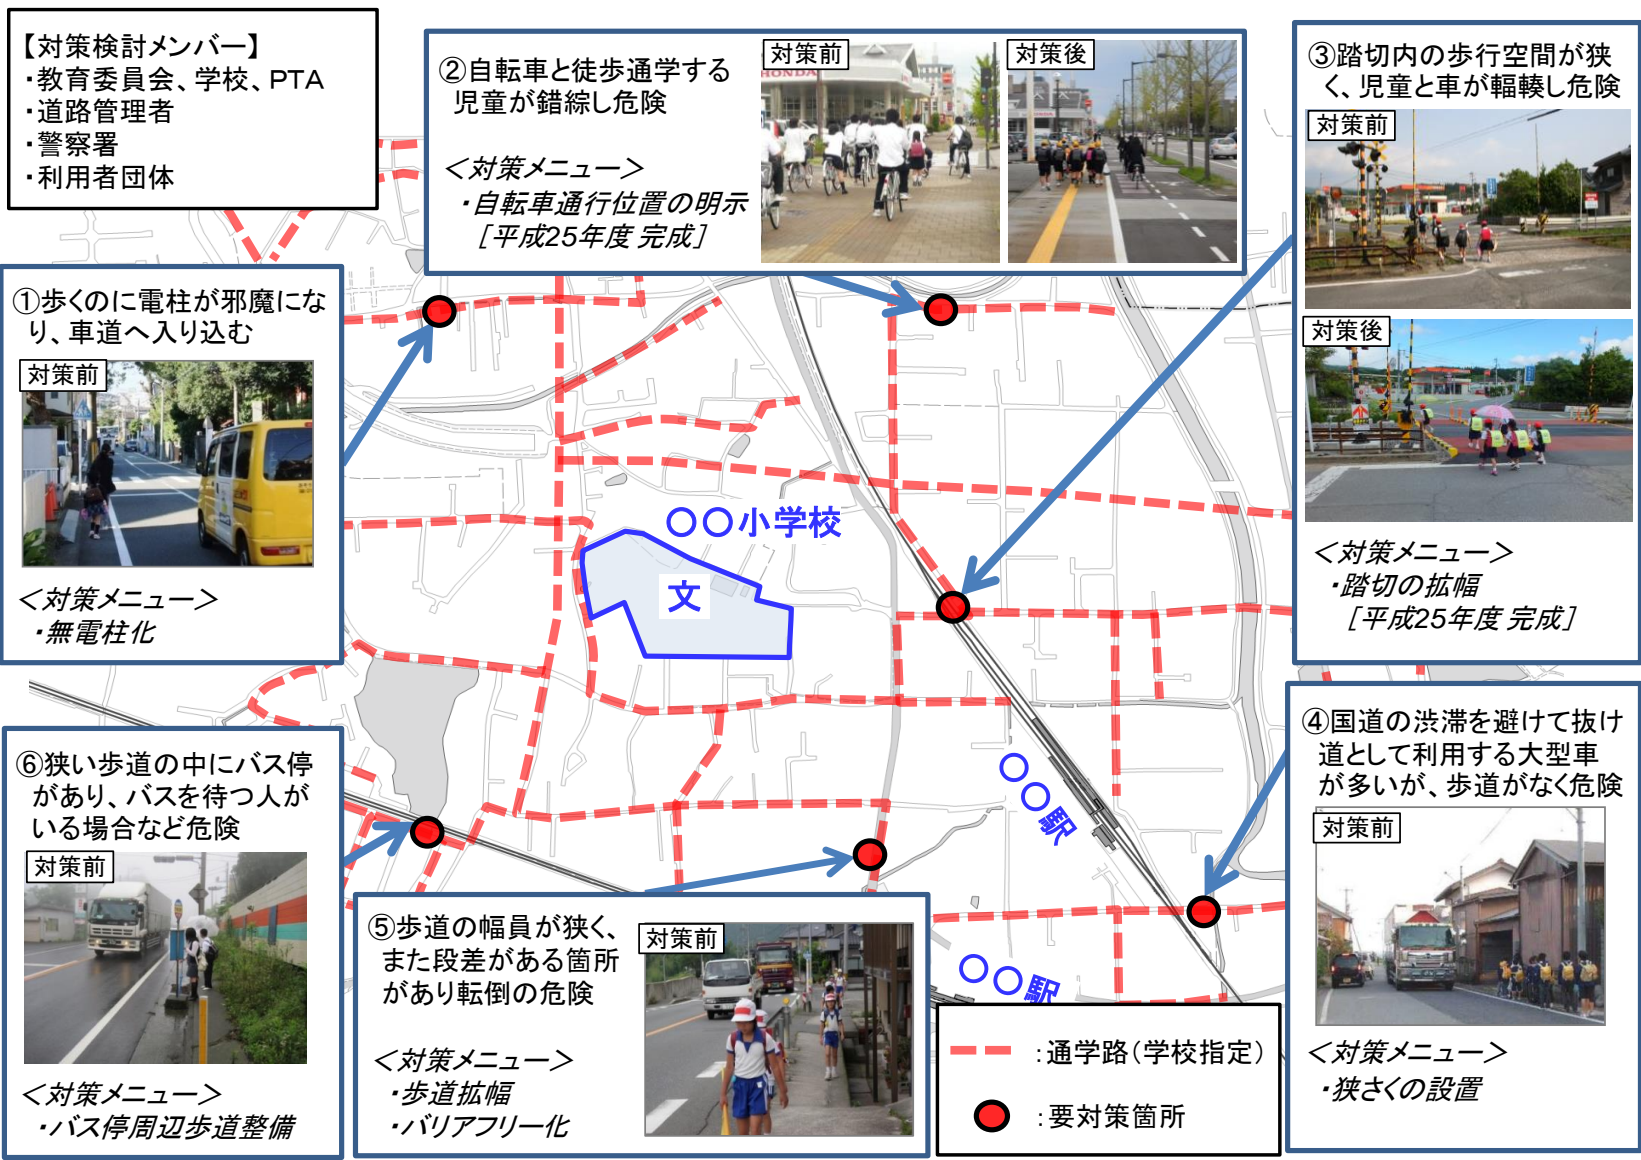 【対策検討メンバー】
・教育委員会、学校、PTA
・道路管理者
・警察署
・利用者団体
②自転車と徒歩通学する
児童が錯綜し危険
＜対策メニュー＞
・自転車通行位置の明示
［平成25年度 完成］
対策前
HONDA
対策後
③踏切内の歩行空間が狭
く、児童と車が輻輳し危険
対策前
対策後
＜対策メニュー＞
・踏切の拡幅
［平成25年度 完成］
①歩くのに電柱が邪魔にな
り、車道へ入り込む
対策前
＜対策メニュー＞
・無電柱化
〇〇小学校
文
〇〇駅
〇〇駅
④国道の渋滞を避けて抜け
道として利用する大型車
が多いが、歩道がなく危険
対策前
＜対策メニュー＞
・狭さくの設置
⑥狭い歩道の中にバス停
があり、バスを待つ人が
いる場合など危険
対策前
＜対策メニュー＞
・バス停周辺歩道整備
⑤歩道の幅員が狭く、
また段差がある箇所
があり転倒の危険
＜対策メニュー＞
・歩道拡幅
・バリアフリー化
対策前
：通学路（学校指定）
：要対策箇所